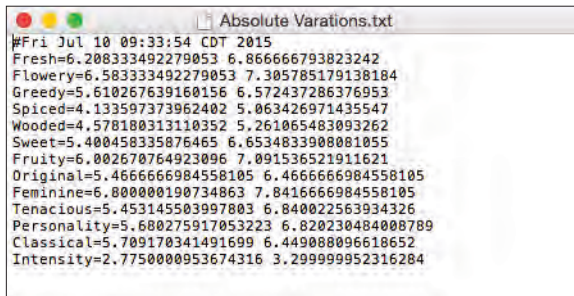 Absolute Varations.txt
#Fri Jul 10 09:33:54 CDT 2015
Fresh=6.208333492279053 6.866666793823242
Flowery=6.583333492279053 7.305785179138184
Greedy=5.610267639160156 6.572437286376953
Spiced=4.133597373962402 5.063426971435547
Wooded=4.578180313110352 5.261065483093262
Sweet=5.400458335876465 6.6534833908081055
Fruity=6.002670764923096 7.091536521911621
Original=5.4666666984558105 6.4666666984558105
Feminine=6.800000190734863 7.8416666984558105
Tenacious=5.453145503997803 6.840022563934326
Personality=5.680275917053223 6.820230484008789
Classical=5.709170341491699 6.449088096618652
Intensity=2.7750000953674316 3.299999952316284